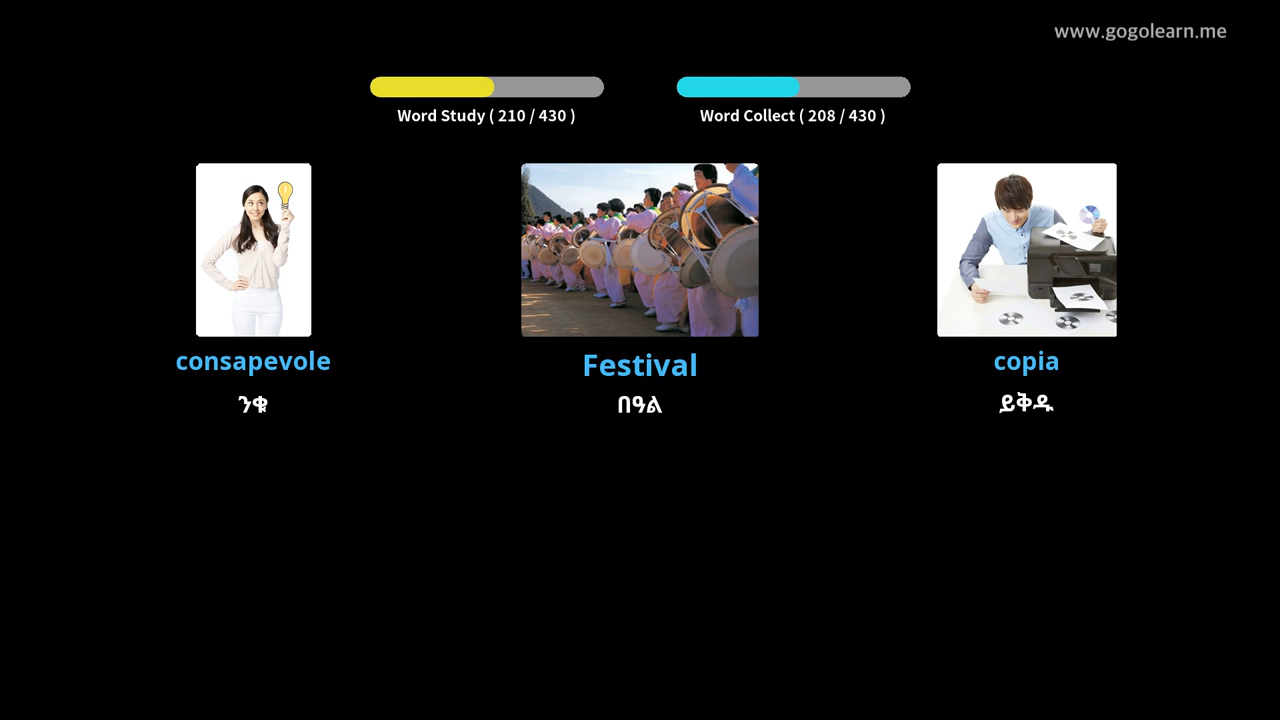 www.gogolearn.me
Word Study ( 210 / 430 )
Word Collect ( 208 / 430 )
consapevole
ንቁ
Festival
በዓል
copia
ይቅዱ